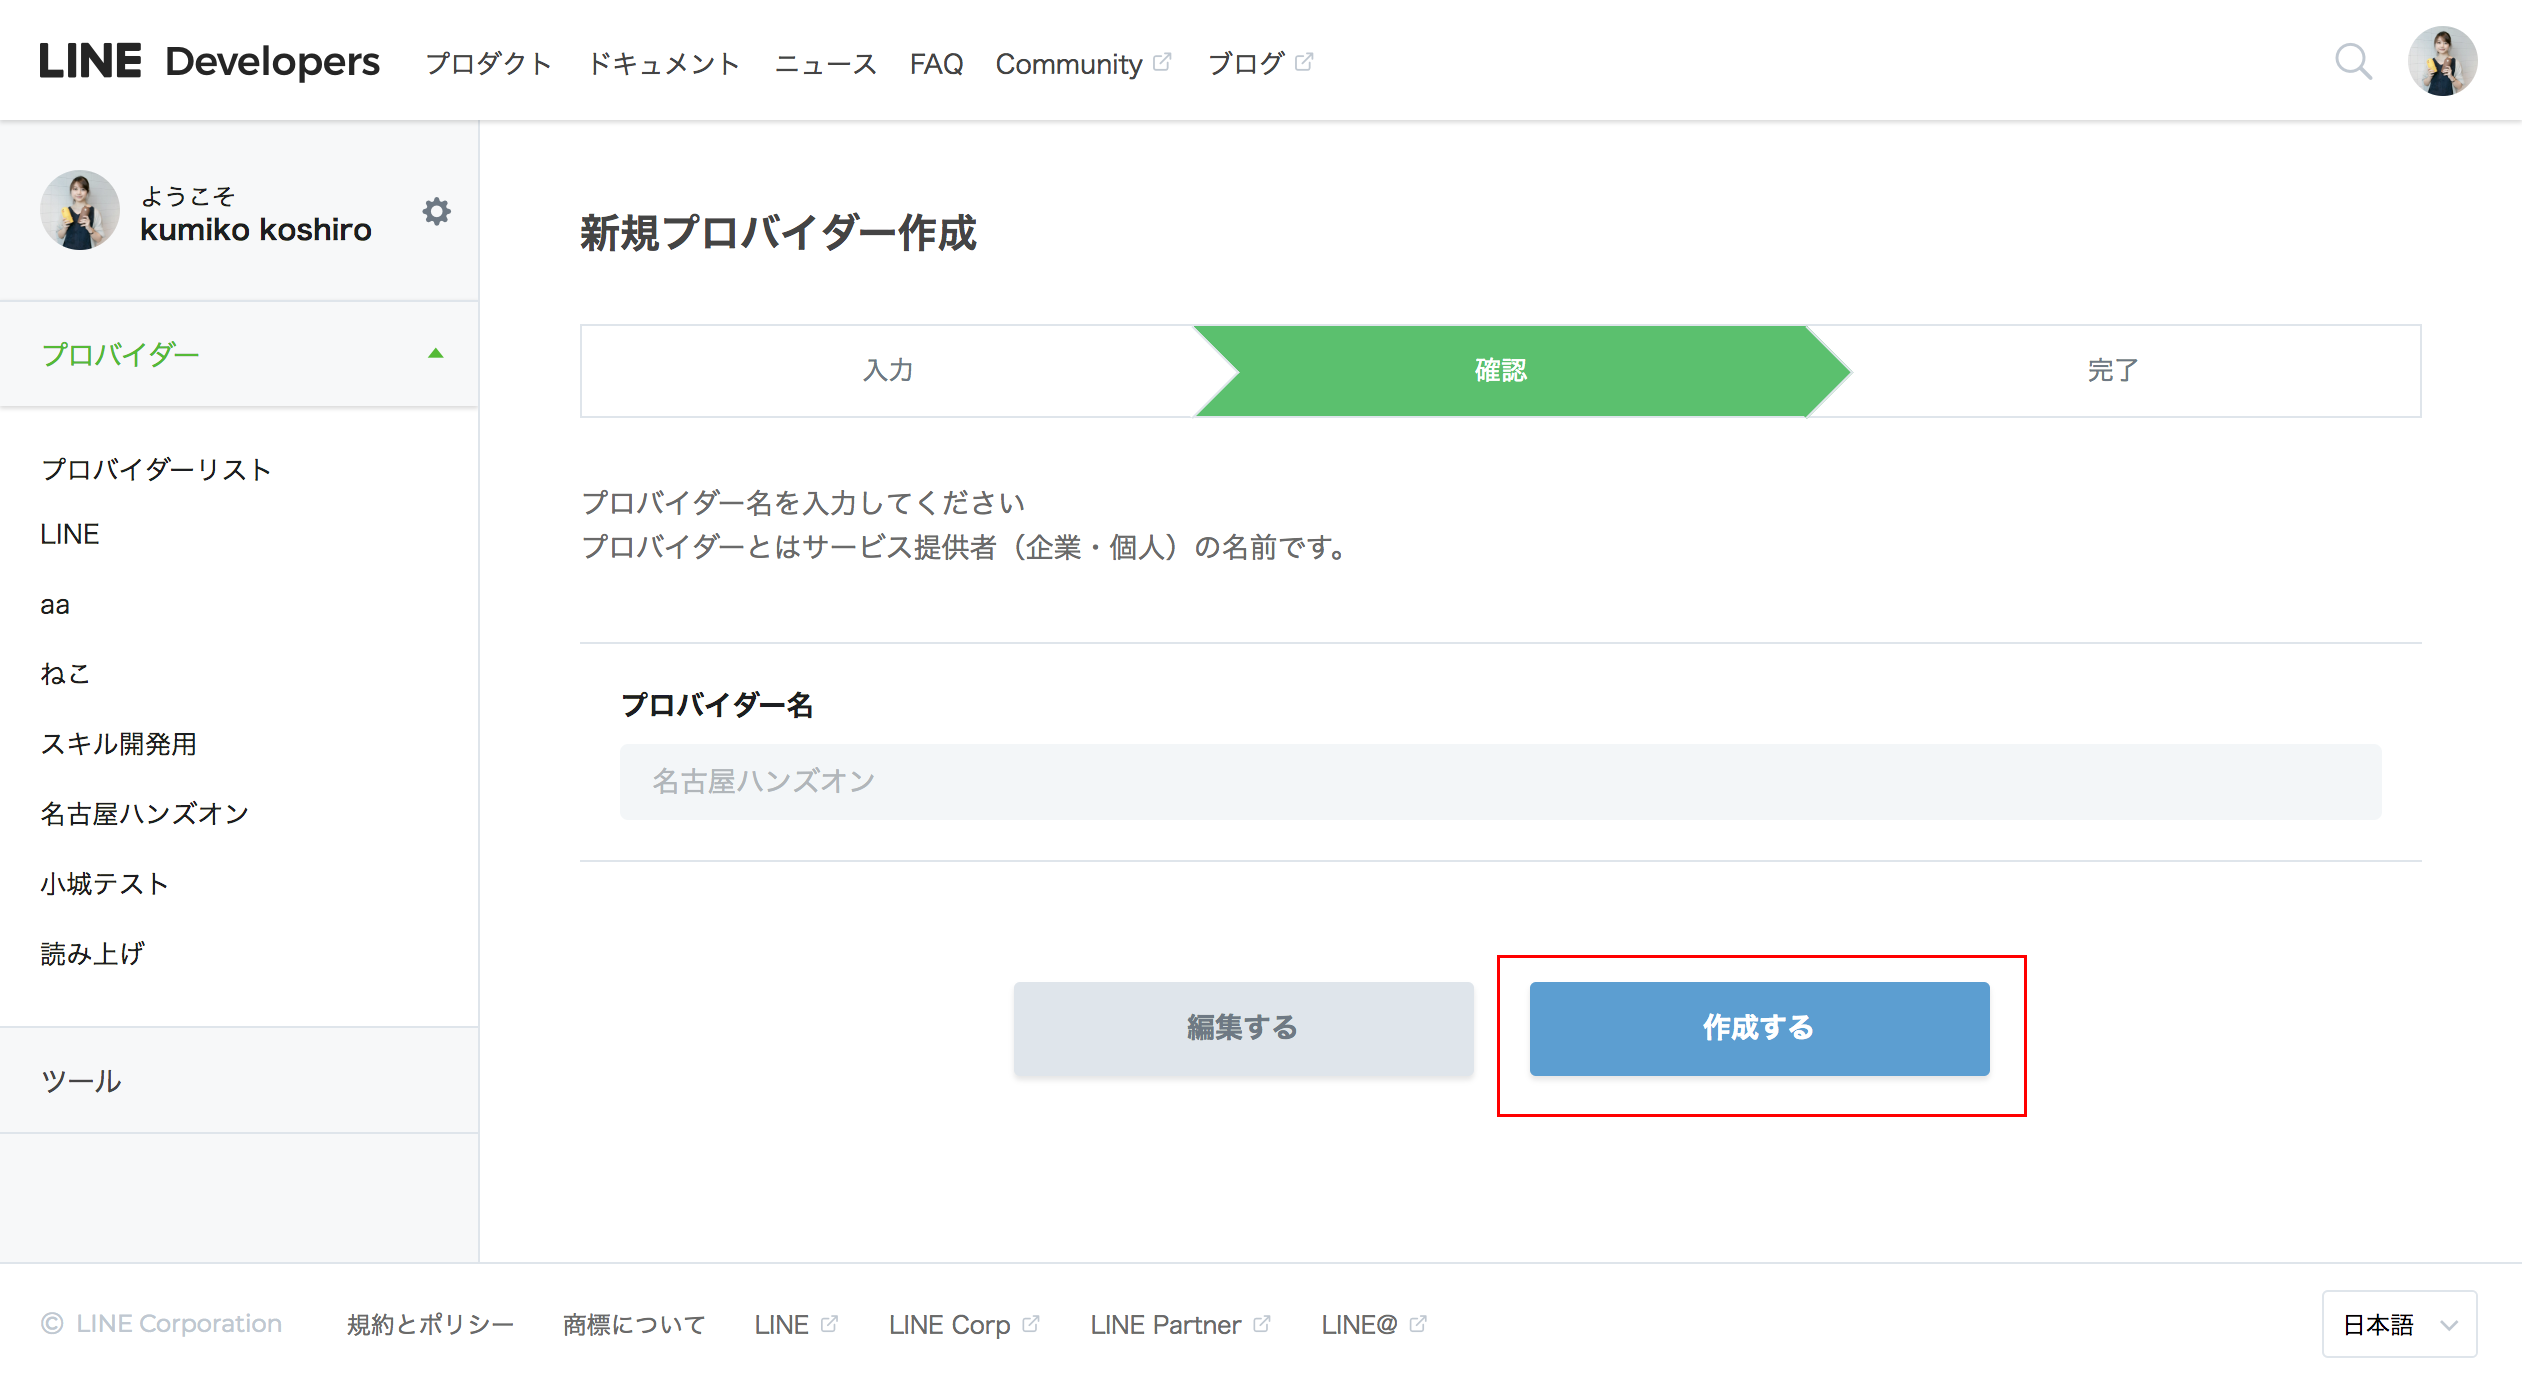 LINE Developers プロダクト ドキュメント ニュース FAQ Community ブログ
ようこそ
kumiko koshiro
プロバイダー
プロバイダーリスト
LINE
aa
ねこ
スキル開発用
名古屋ハンズオン
小城テスト
読み上げ
ツール
新規プロバイダー作成
入力 確認 完了
プロバイダー名を入力してください
プロバイダーとはサービス提供者（企業・個人）の名前です。
プロバイダー名
名古屋ハンズオン
編集する 作成する
© LINE Corporation 規約とポリシー 商標について LINE LINE Corp LINE Partner LINE@ 日本語